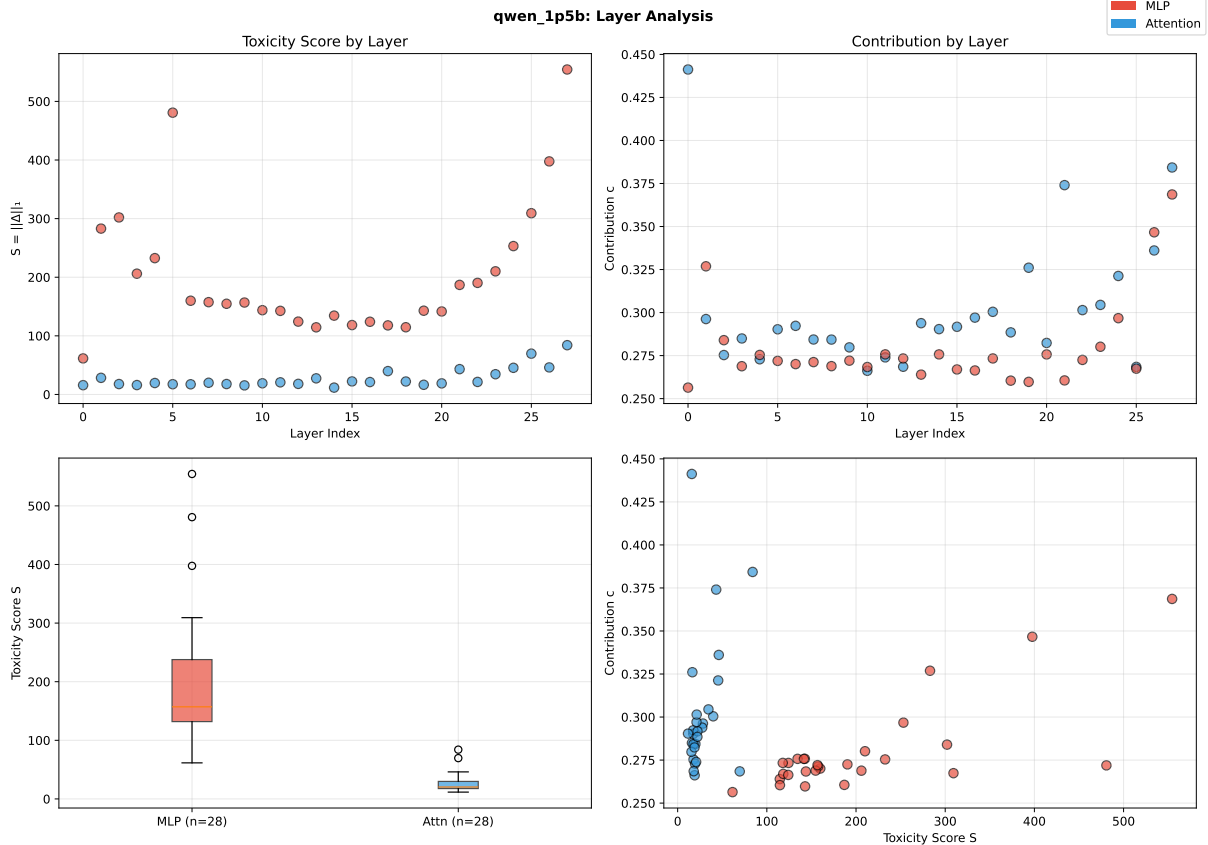 qwen_1p5b: Layer Analysis
MLP
Attention
Toxicity Score by Layer
S = ||Δ||₁
500
400
300
200
100
0
0 5 10 15 20 25
Layer Index
Contribution by Layer
Contribution c
0.450
0.425
0.400
0.375
0.350
0.325
0.300
0.275
0.250
0 5 10 15 20 25
Layer Index
Toxicity Score S
500
400
300
200
100
0
MLP (n=28) Attn (n=28)
Contribution c
0.450
0.425
0.400
0.375
0.350
0.325
0.300
0.275
0.250
0 100 200 300 400 500
Toxicity Score S